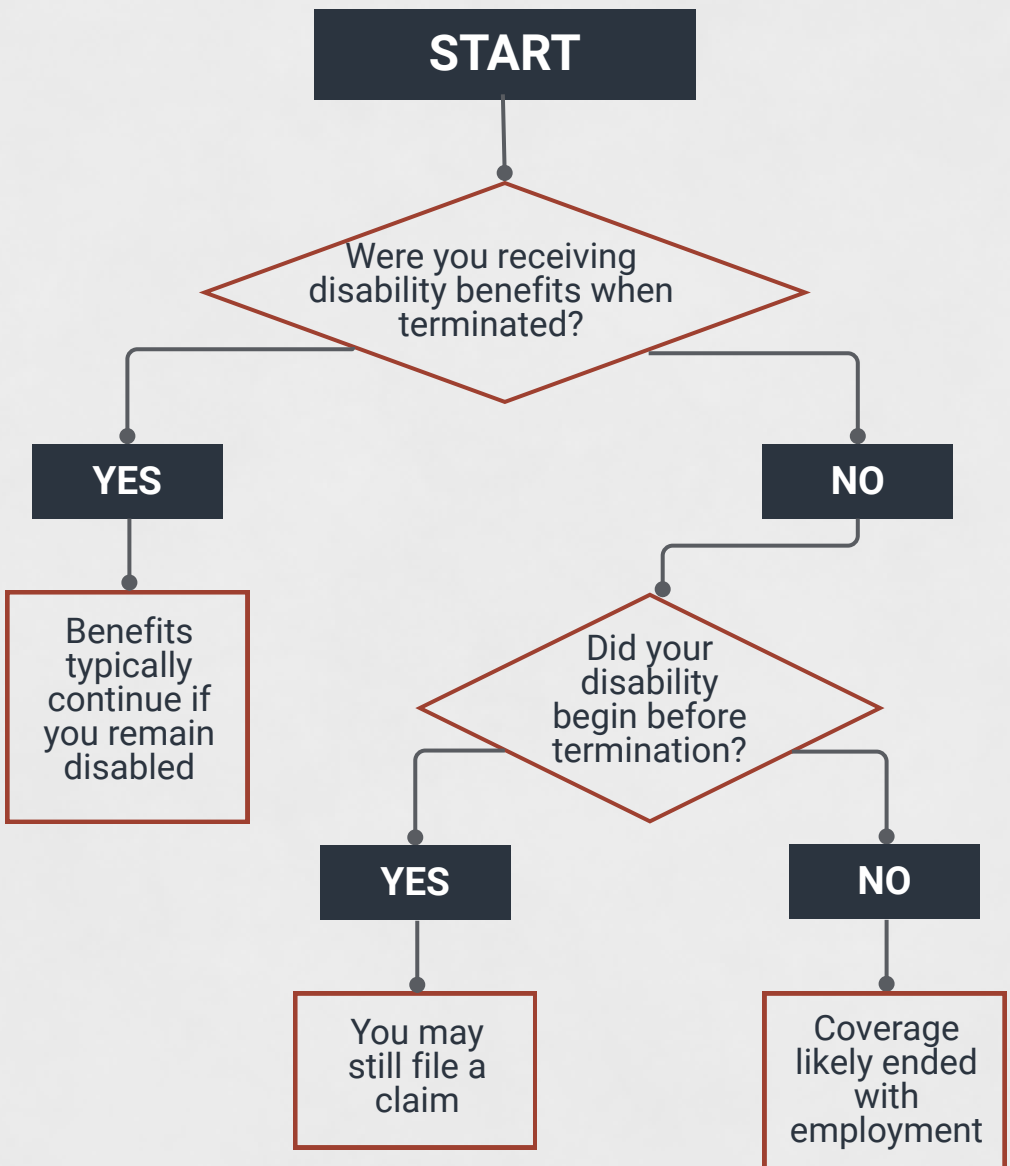 START
Were you receiving
disability benefits when
terminated?
YES
NO
Benefits
typically
continue if
you remain
disabled
Did your
disability
begin before
termination?
YES
NO
You may
still file a
claim
Coverage
likely ended
with
employment